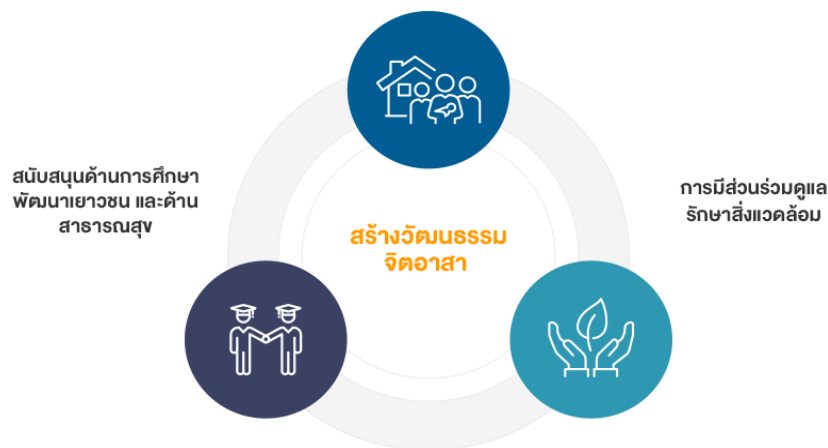 สนับสนุนด้านการศึกษา
พัฒนาเยาวชน และด้าน
สาธารณสุข
สร้างวัฒนธรรม
จิตอาสา
การมีส่วนร่วมดูแล
รักษาสิ่งแวดล้อม